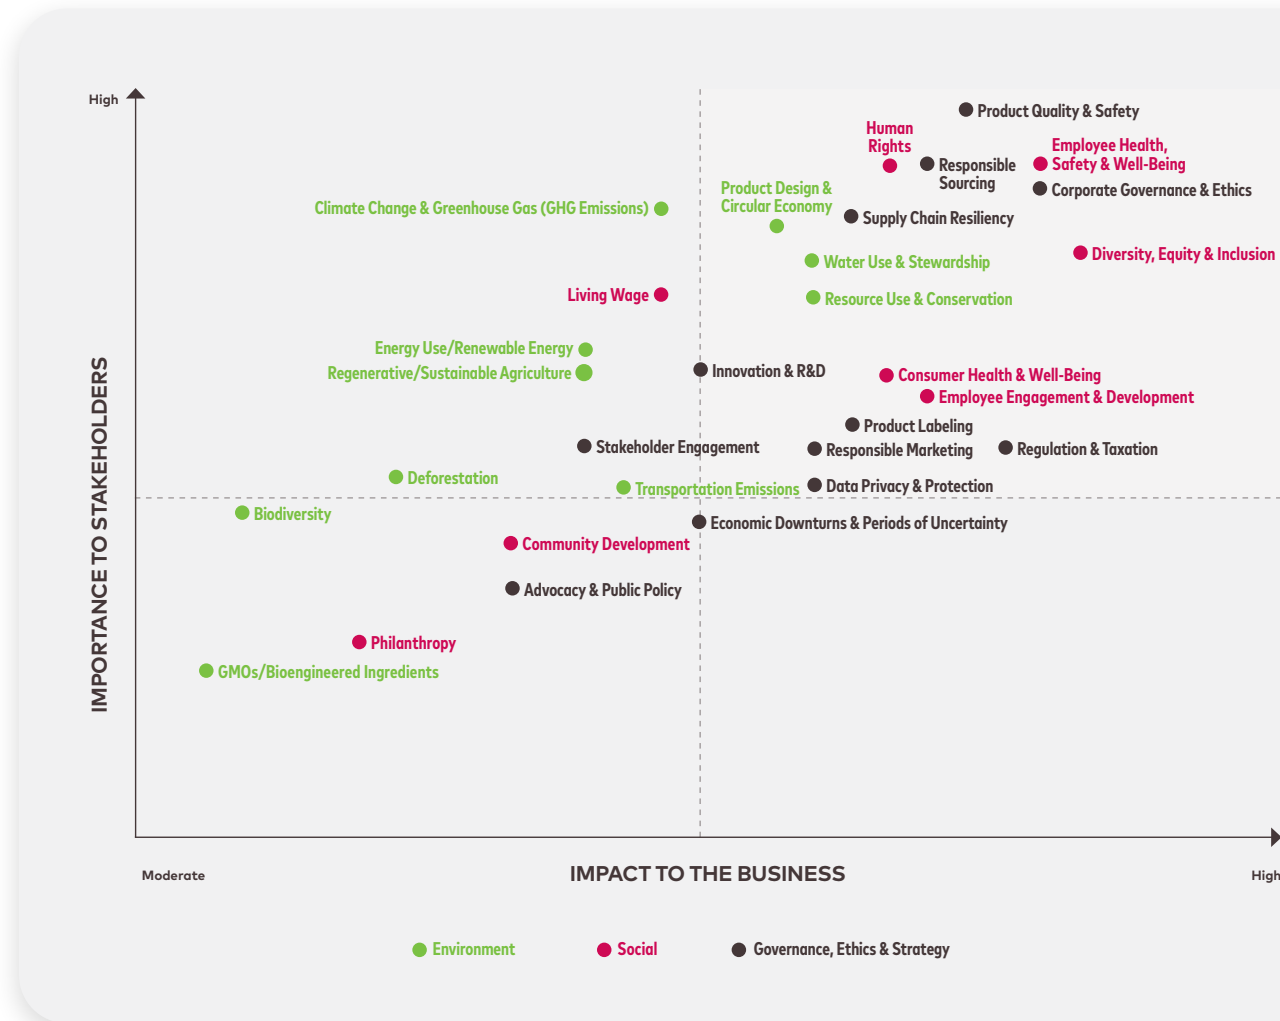 High
Product Quality & Safety
Human
Rights
Employee Health,
Safety & Well-Being
Responsible
Sourcing
Corporate Governance & Ethics
Product Design &
Circular Economy
Climate Change & Greenhouse Gas (GHG Emissions)
Supply Chain Resiliency
Diversity, Equity & Inclusion
Water Use & Stewardship
Living Wage
Resource Use & Conservation
Energy Use/Renewable Energy
Regenerative/Sustainable Agriculture
Innovation & R&D
Consumer Health & Well-Being
Employee Engagement & Development
Product Labeling
Stakeholder Engagement
Responsible Marketing
Regulation & Taxation
Deforestation
Transportation Emissions
Data Privacy & Protection
Biodiversity
Economic Downturns & Periods of Uncertainty
Community Development
Advocacy & Public Policy
Philanthropy
GMOs/Bioengineered Ingredients
IMPORTANCE TO STAKEHOLDERS
Moderate
IMPACT TO THE BUSINESS
High
Environment
Social
Governance, Ethics & Strategy